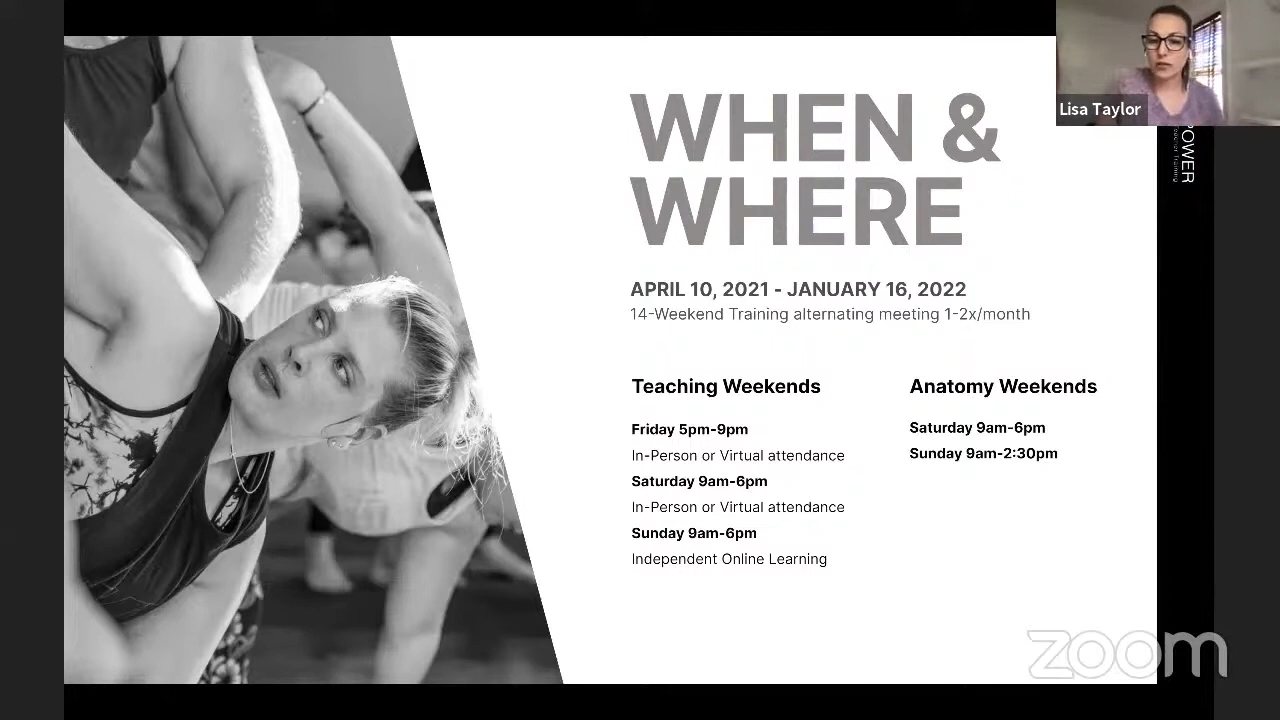 WHEN &
WHERE
APRIL 10, 2021 - JANUARY 16, 2022
14-Weekend Training alternating meeting 1-2x/month
Teaching Weekends
Friday 5pm-9pm
In-Person or Virtual attendance
Saturday 9am-6pm
In-Person or Virtual attendance
Sunday 9am-6pm
Independent Online Learning
Anatomy Weekends
Saturday 9am-6pm
Sunday 9am-2:30pm
Lisa Taylor
POWER
Training
zoom